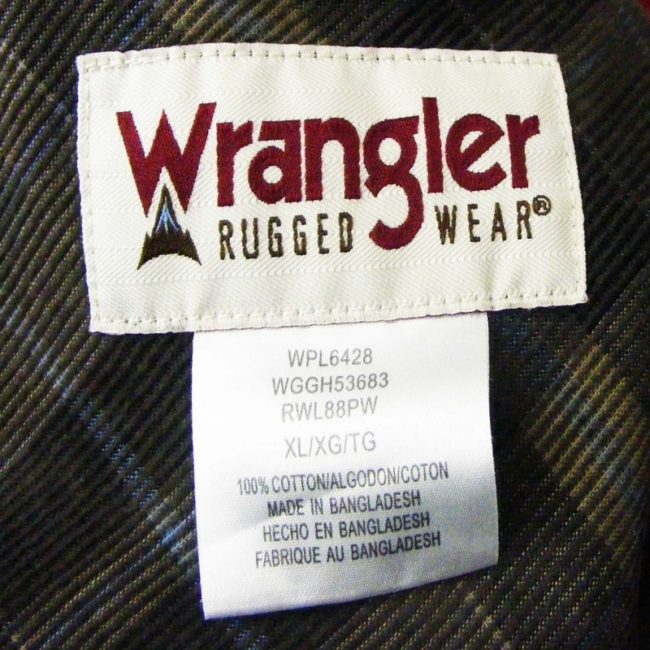 Wrangler
RUGGED WEAR®
WPL6428
WGGH53683
RWL88PW
XL/XG/TG
100% COTTON/ALGODON/COTON
MADE IN BANGLADESH
HECHO EN BANGLADESH
FABRIQUE AU BANGLADESH